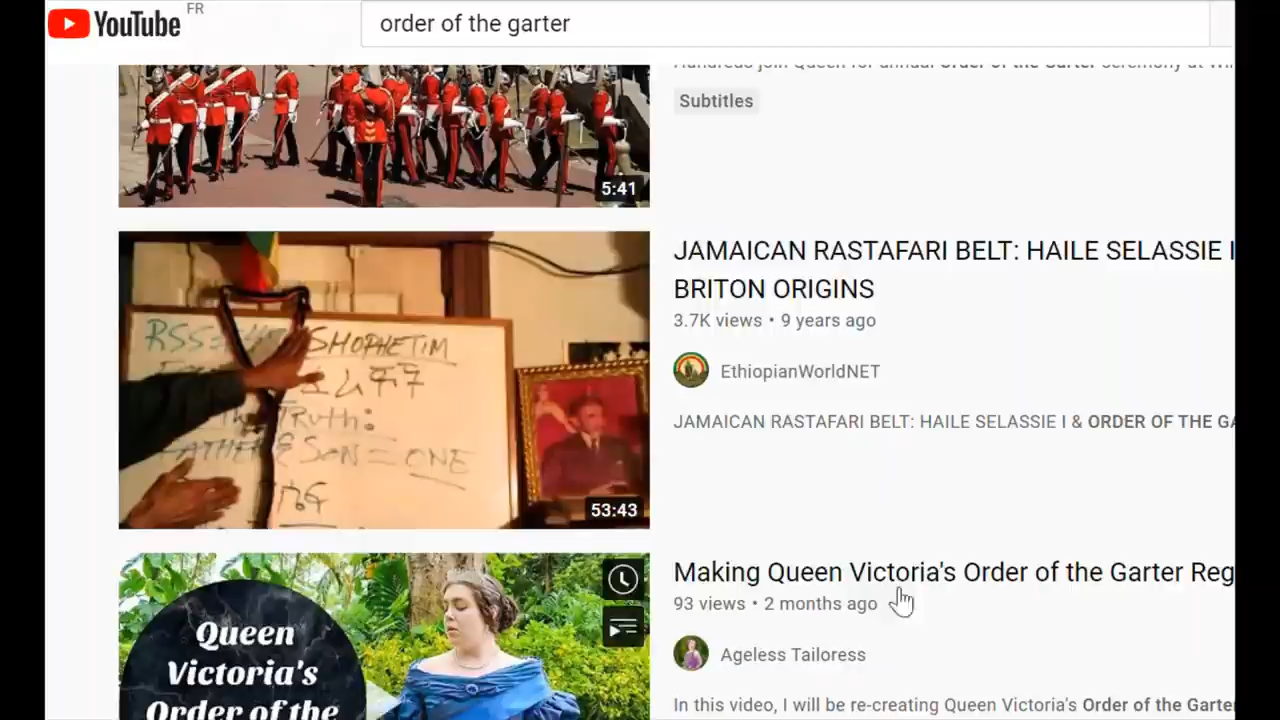 YouTube FR
order of the garter
Hundreds join Queen for annual Order of the Garter ceremony at
Subtitles
5:41
JAMAICAN RASTAFARI BELT: HAILE SELASSIE I
BRITON ORIGINS
3.7K views • 9 years ago
EthiopianWorldNET
JAMAICAN RASTAFARI BELT: HAILE SELASSIE I & ORDER OF THE GA
SHOPHETIM
Truth:
FATHER & SON = ONE
53:43
Making Queen Victoria's Order of the Garter Reg
93 views • 2 months ago
Queen
Victoria's
Order of the
Ageless Tailoress
In this video, I will be re-creating Queen Victoria's Order of the Garter